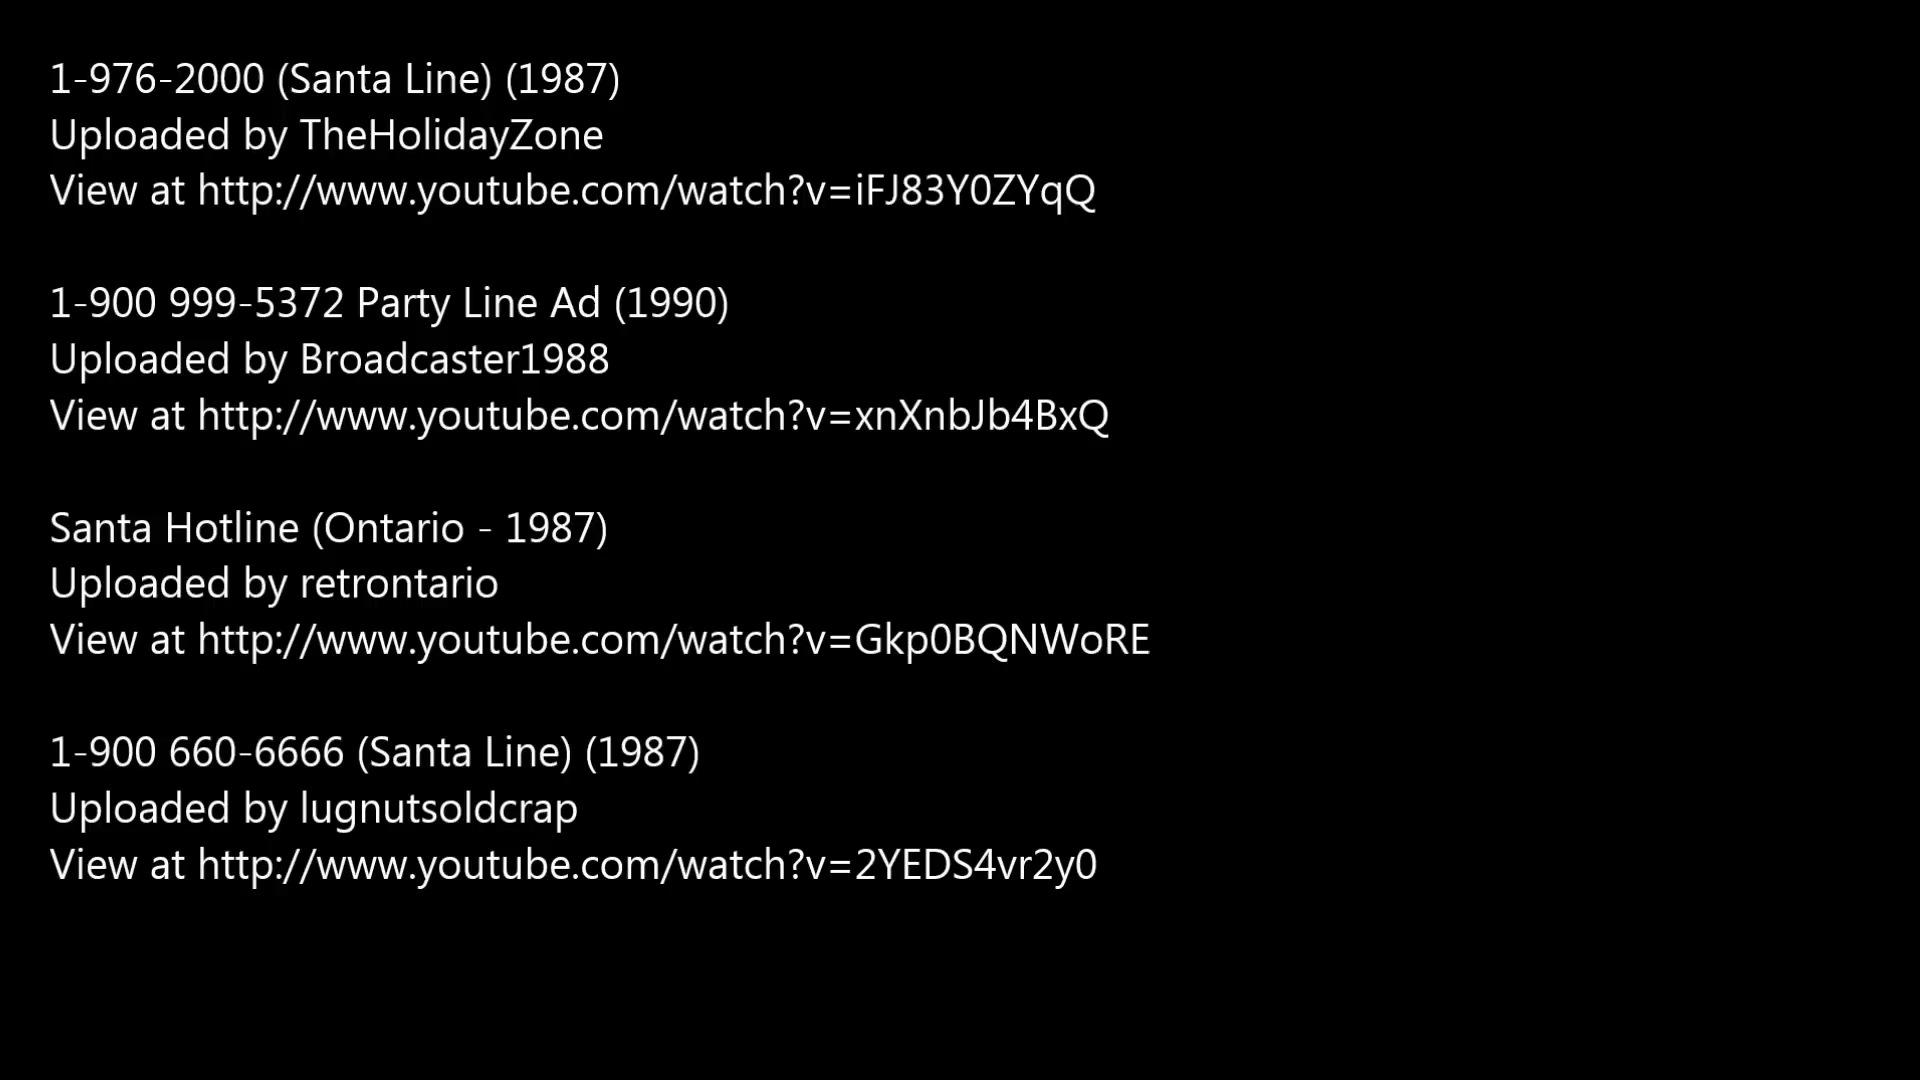 1-976-2000 (Santa Line) (1987)
Uploaded by TheHolidayZone
View at http://www.youtube.com/watch?v=iFJ83Y0ZYqQ
1-900 999-5372 Party Line Ad (1990)
Uploaded by Broadcaster1988
View at http://www.youtube.com/watch?v=xnXnbJb4BxQ
Santa Hotline (Ontario - 1987)
Uploaded by retrontario
View at http://www.youtube.com/watch?v=Gkp0BQNWoRE
1-900 660-6666 (Santa Line) (1987)
Uploaded by lugnutsoldcrap
View at http://www.youtube.com/watch?v=2YEDS4vr2y0